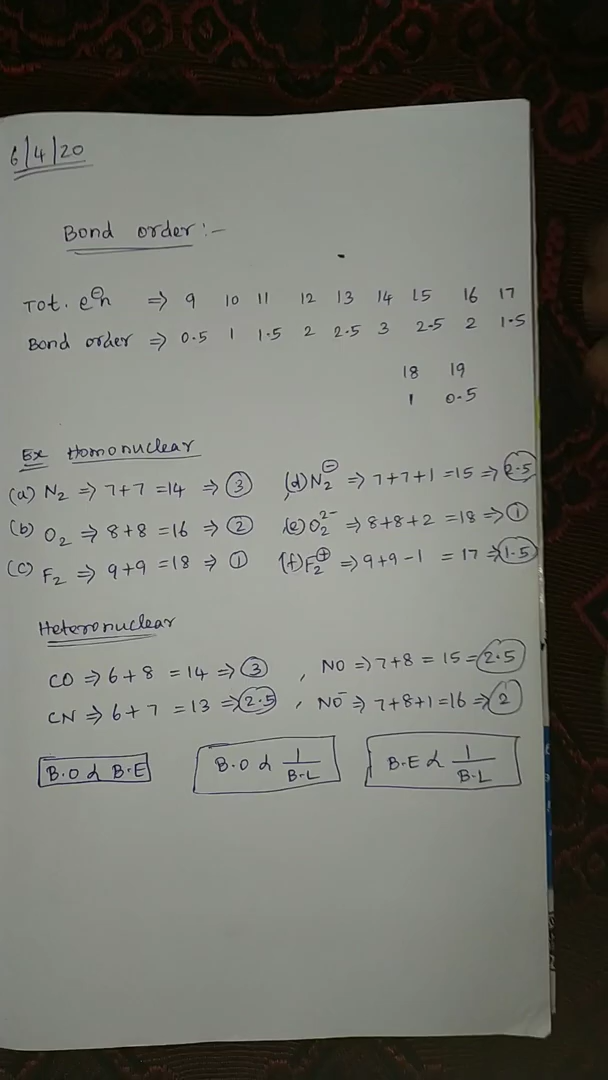 6/4/20
Bond order :-
Tot. e⊖n ⇒ 9 10 11 12 13 14 15 16 17
Bond order ⇒ 0.5 1 1.5 2 2.5 3 2.5 2 1.5
18 19
1 0.5
Ex Homonuclear
(a) N₂ ⇒ 7+7 = 14 ⇒ ③ (d) N₂⊖ ⇒ 7+7+1 = 15 ⇒ 2.5
(b) O₂ ⇒ 8+8 = 16 ⇒ ② (e) O₂²⁻ ⇒ 8+8+2 = 18 ⇒ ①
(c) F₂ ⇒ 9+9 = 18 ⇒ ① (f) F₂⊕ ⇒ 9+9-1 = 17 ⇒ 1.5
Heteronuclear
CO ⇒ 6+8 = 14 ⇒ ③ , NO ⇒ 7+8 = 15 = 2.5
CN ⇒ 6+7 = 13 ⇒ 2.5 , NO⁻ ⇒ 7+8+1 = 16 ⇒ 2
B.O α B.E B.O α 1/B.L B.E α 1/B.L